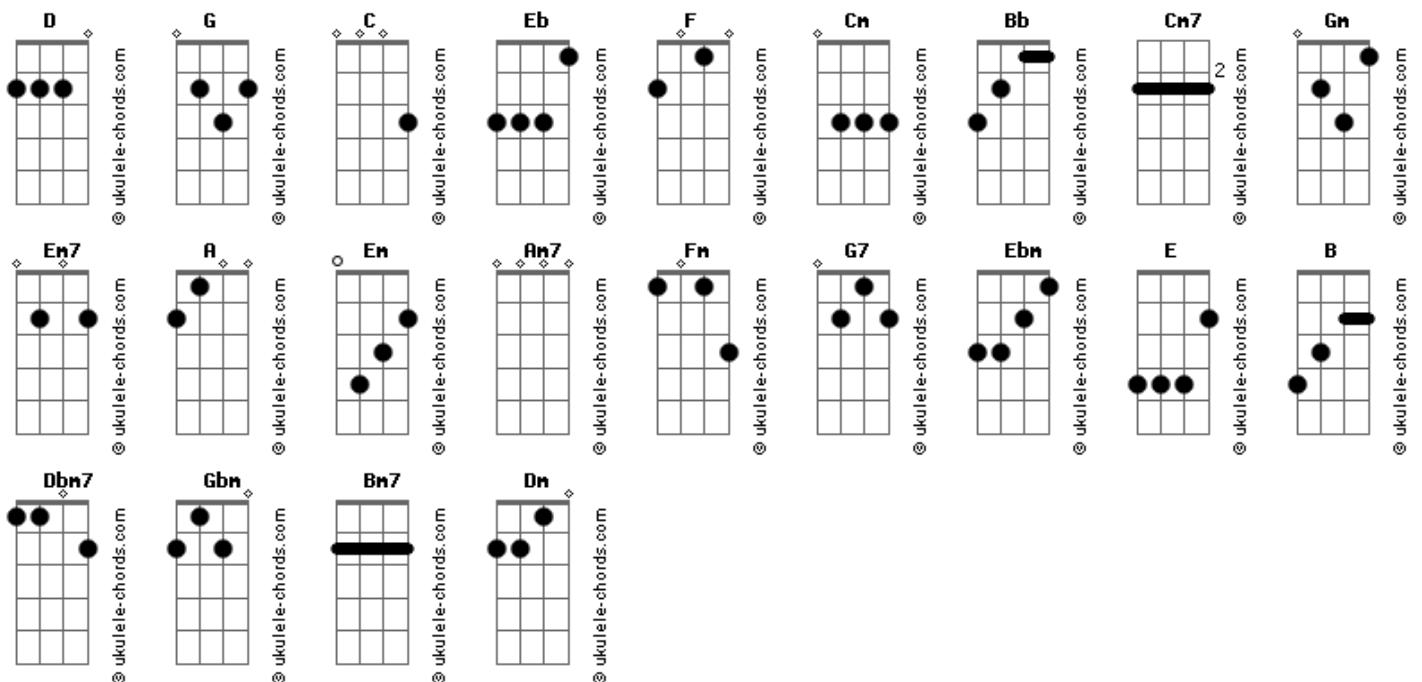 D G C Eb F Cm Bb Cm7 Gm
2
© ukulele-chords.com © ukulele-chords.com © ukulele-chords.com © ukulele-chords.com © ukulele-chords.com © ukulele-chords.com © ukulele-chords.com © ukulele-chords.com © ukulele-chords.com
Em7 A Em Am7 Fm G7 Ebm E B
© ukulele-chords.com © ukulele-chords.com © ukulele-chords.com © ukulele-chords.com © ukulele-chords.com © ukulele-chords.com © ukulele-chords.com © ukulele-chords.com © ukulele-chords.com
Dbm7 Gbm Bm7 Dm
© ukulele-chords.com © ukulele-chords.com © ukulele-chords.com © ukulele-chords.com